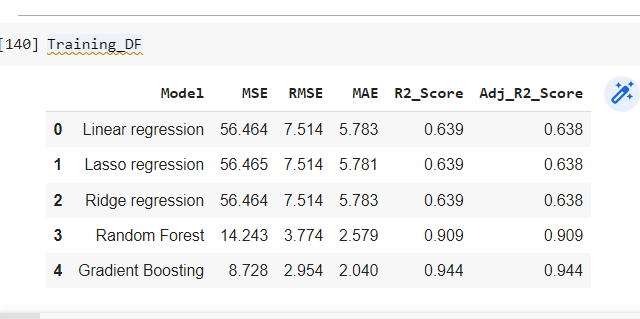 [140] Training_DF
Model MSE RMSE MAE R2_Score Adj_R2_Score
0 Linear regression 56.464 7.514 5.783 0.639 0.638
1 Lasso regression 56.465 7.514 5.781 0.639 0.638
2 Ridge regression 56.464 7.514 5.783 0.639 0.638
3 Random Forest 14.243 3.774 2.579 0.909 0.909
4 Gradient Boosting 8.728 2.954 2.040 0.944 0.944